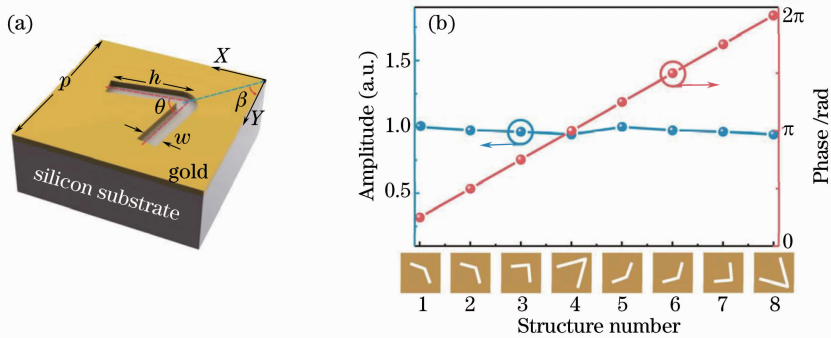 (a)
X
p
h
θ
β
Y
w
gold
silicon substrate
(b)
Amplitude (a.u.)
1.5
1.0
0.5
2π
π
0
Phase /rad
1 2 3 4 5 6 7 8
Structure number